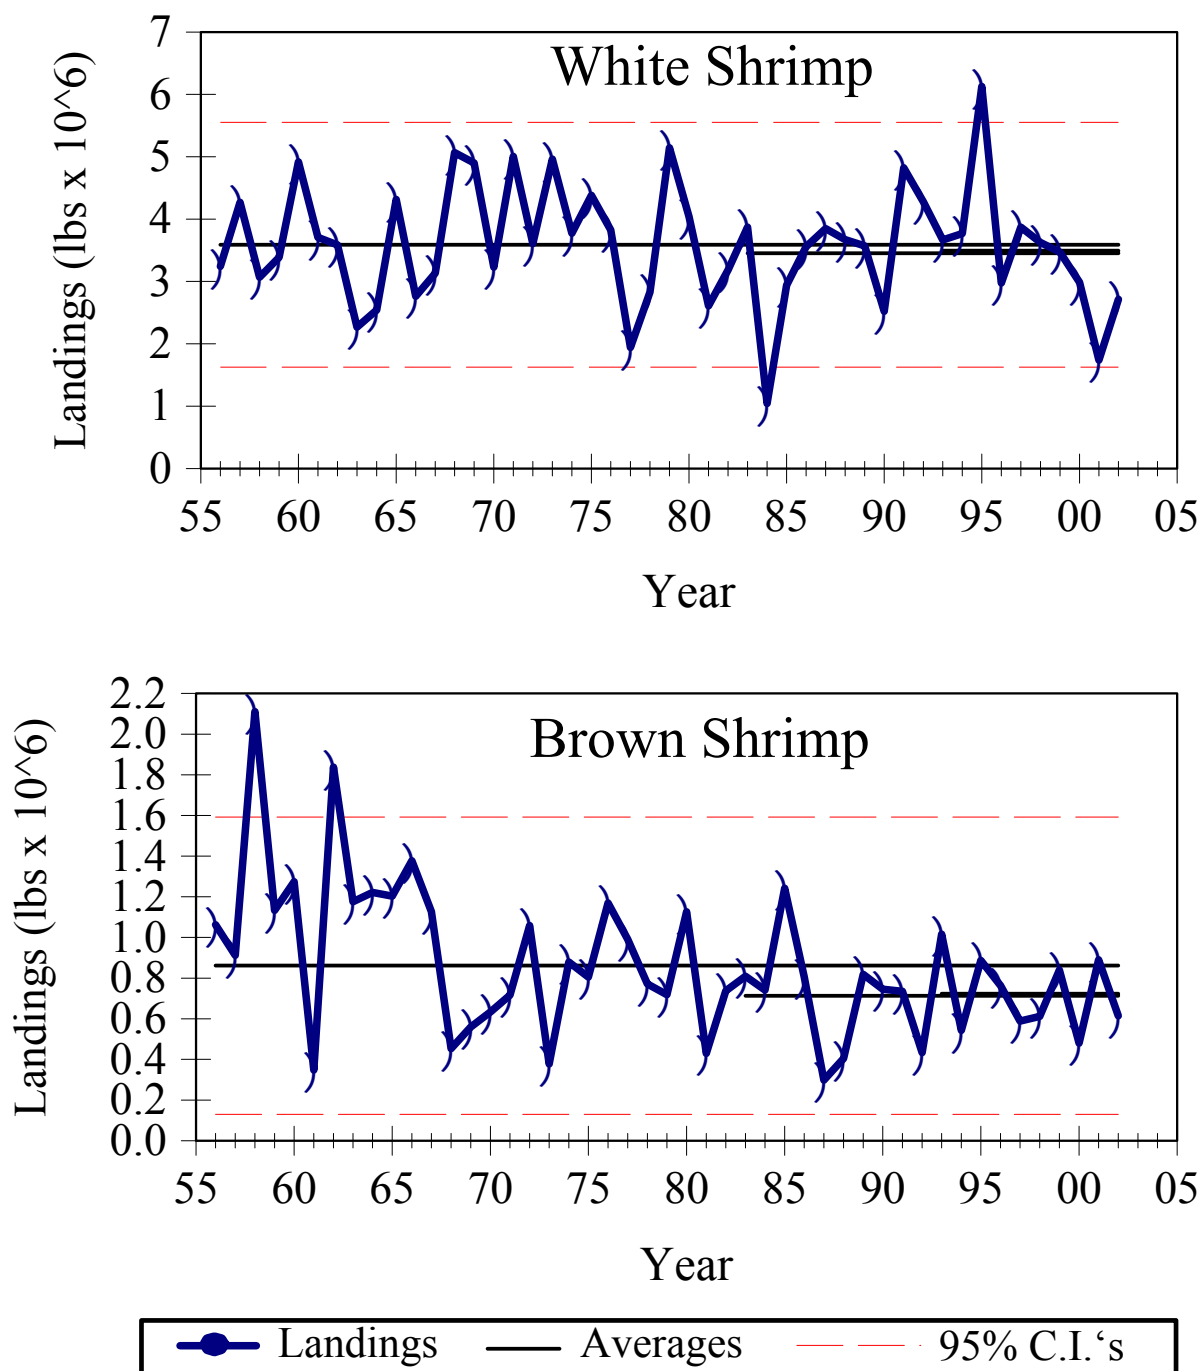 White Shrimp
Landings (lbs x 10^6)
7
6
5
4
3
2
1
0
55 60 65 70 75 80 85 90 95 00 05
Year
Brown Shrimp
Landings (lbs x 10^6)
2.2
2.0
1.8
1.6
1.4
1.2
1.0
0.8
0.6
0.4
0.2
0.0
55 60 65 70 75 80 85 90 95 00 05
Year
Landings Averages 95% C.I.‘s